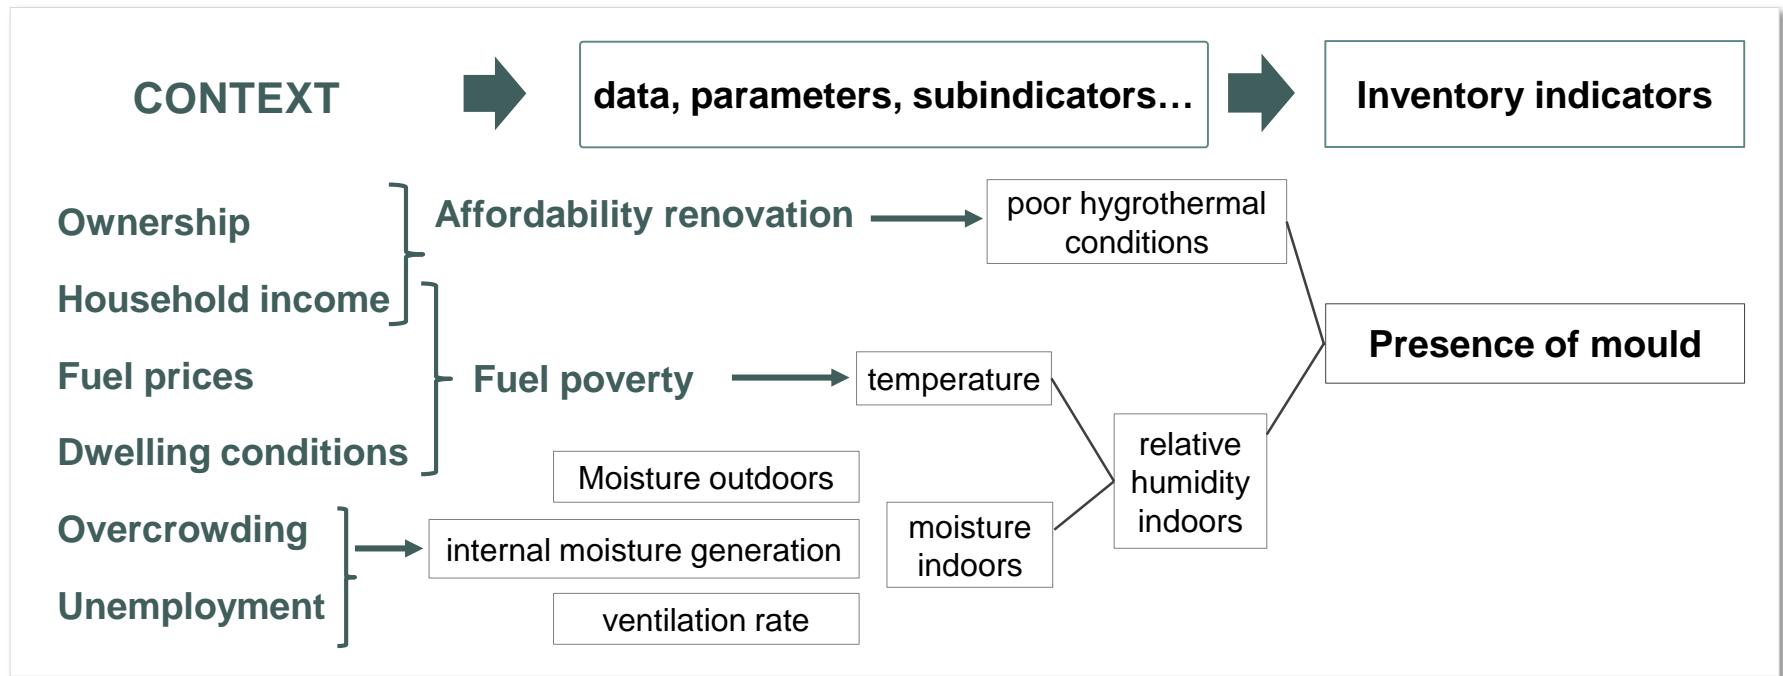 CONTEXT
data, parameters, subindicators…
Inventory indicators
Ownership
Household income
Fuel prices
Dwelling conditions
Overcrowding
Unemployment
Affordability renovation
Fuel poverty
Moisture outdoors
internal moisture generation
ventilation rate
poor hygrothermal
conditions
temperature
moisture
indoors
relative
humidity
indoors
Presence of mould